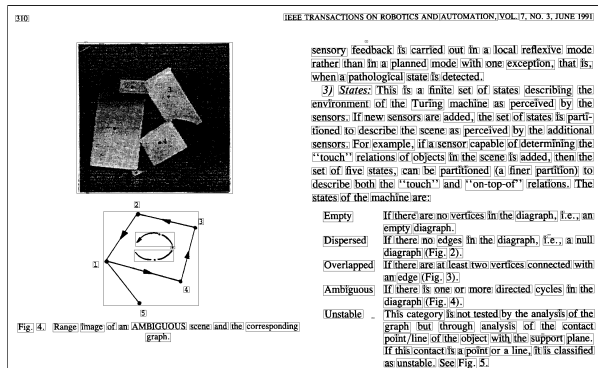 310
IEEE TRANSACTIONS ON ROBOTICS AND AUTOMATION, VOL. 7, NO. 3, JUNE 1991
2
3
1
4
5
Fig. 4. Range image of an AMBIGUOUS scene and the corresponding
graph.
sensory feedback is carried out in a local reflexive mode
rather than in a planned mode with one exception, that is,
when a pathological state is detected.
3) States: This is a finite set of states describing the
environment of the Turing machine as perceived by the
sensors. If new sensors are added, the set of states is parti-
tioned to describe the scene as perceived by the additional
sensors. For example, if a sensor capable of determining the
"touch" relations of objects in the scene is added, then the
set of five states, can be partitioned (a finer partition) to
describe both the "touch" and "on-top-of" relations. The
states of the machine are:
Empty If there are no vertices in the diagraph, i.e., an
empty diagram.
Dispersed If there no edges in the diagraph, i.e., a null
diagraph (Fig. 2).
Overlapped If there are at least two vertices connected with
an edge (Fig. 3).
Ambiguous If there is one or more directed cycles in the
diagraph (Fig. 4).
Unstable This category is not tested by the analysis of the
graph but through analysis of the contact
point/line of the object with the support plane.
If this contact is a point or a line, it is classified
as unstable. See Fig. 5.